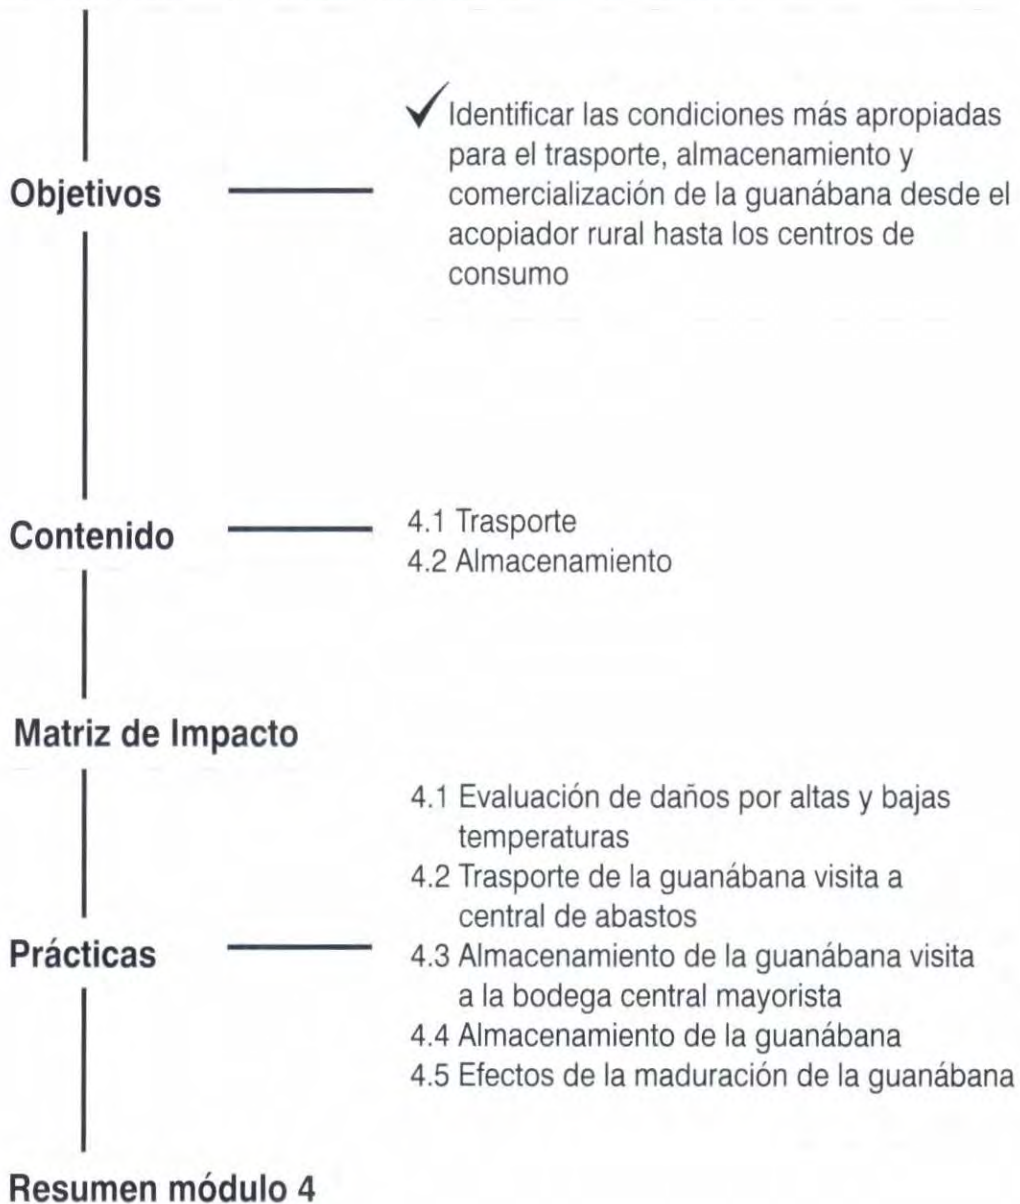 ✓ Identificar las condiciones más apropiadas
para el trasporte, almacenamiento y
Objetivos
comercialización de la guanábana desde el
acopiador rural hasta los centros de
consumo
Contenido
4.1 Trasporte
4.2 Almacenamiento
Matriz de Impacto
4.1 Evaluación de daños por altas y bajas
temperaturas
4.2 Trasporte de la guanábana visita a
central de abastos
Prácticas
4.3 Almacenamiento de la guanábana visita
a la bodega central mayorista
4.4 Almacenamiento de la guanábana
4.5 Efectos de la maduración de la guanábana
Resumen módulo 4